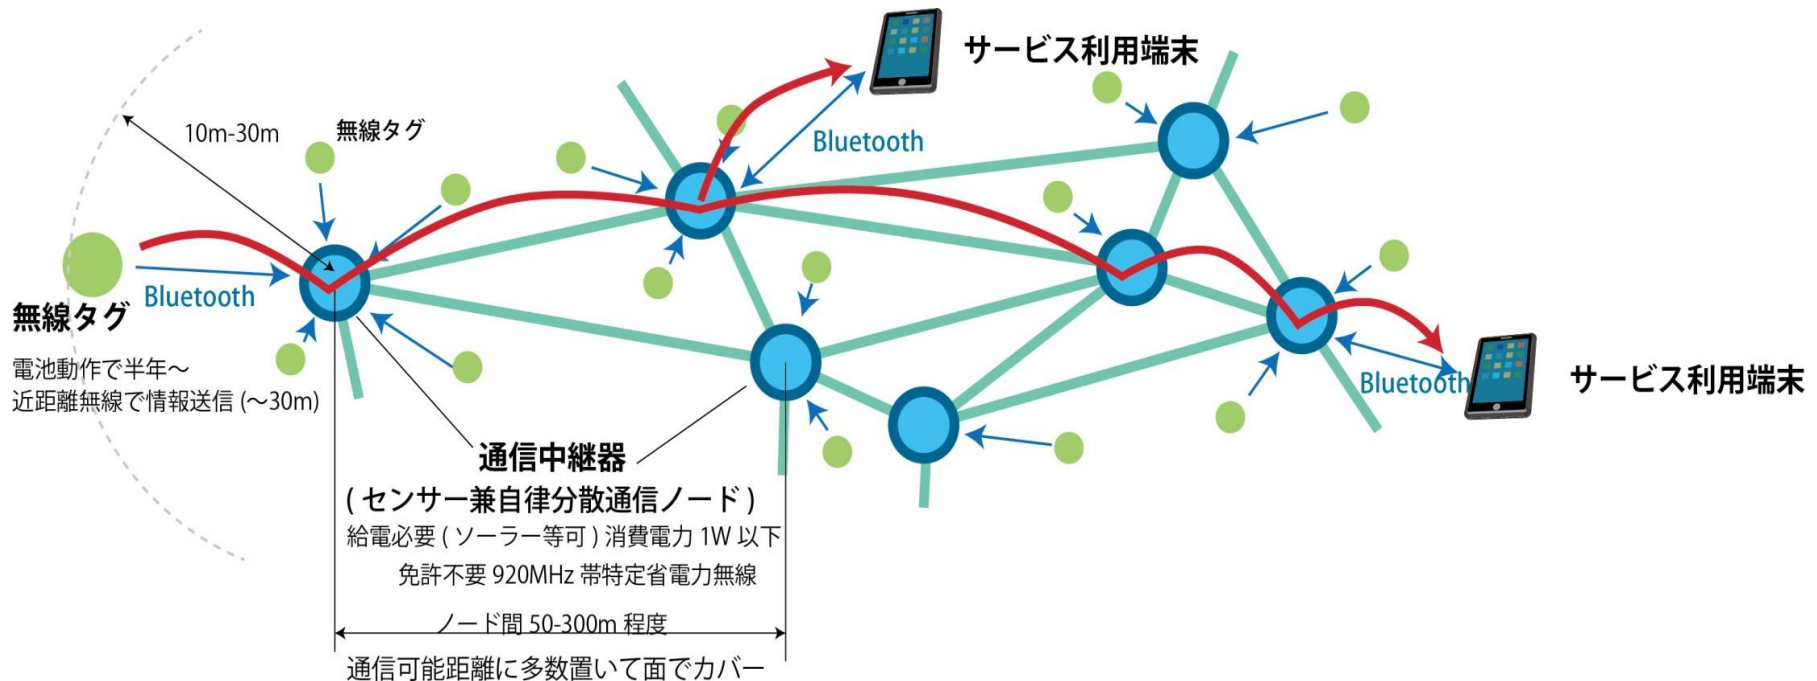 サービス利用端末
10m-30m
無線タグ
Bluetooth
Bluetooth
無線タグ
電池動作で半年〜
近距離無線で情報送信 (〜30m)
Bluetooth
サービス利用端末
通信中継器
( センサー兼自律分散通信ノード )
給電必要 ( ソーラー等可 ) 消費電力 1W 以下
免許不要 920MHz 帯特定省電力無線
ノード間 50-300m 程度
通信可能距離に多数置いて面でカバー